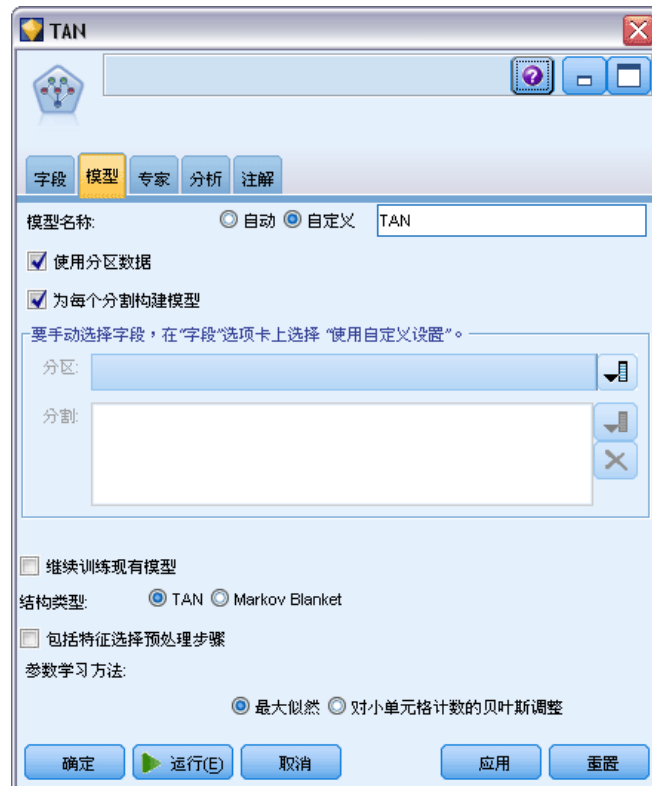 TAN
字段 模型 专家 分析 注解
模型名称: 自动 自定义 TAN
使用分区数据
为每个分割构建模型
要手动选择字段，在“字段”选项卡上选择 “使用自定义设置”。
分区:
分割:
继续训练现有模型
结构类型: TAN Markov Blanket
包括特征选择预处理步骤
参数学习方法:
最大似然 对小单元格计数的贝叶斯调整
确定 运行(E) 取消 应用 重置